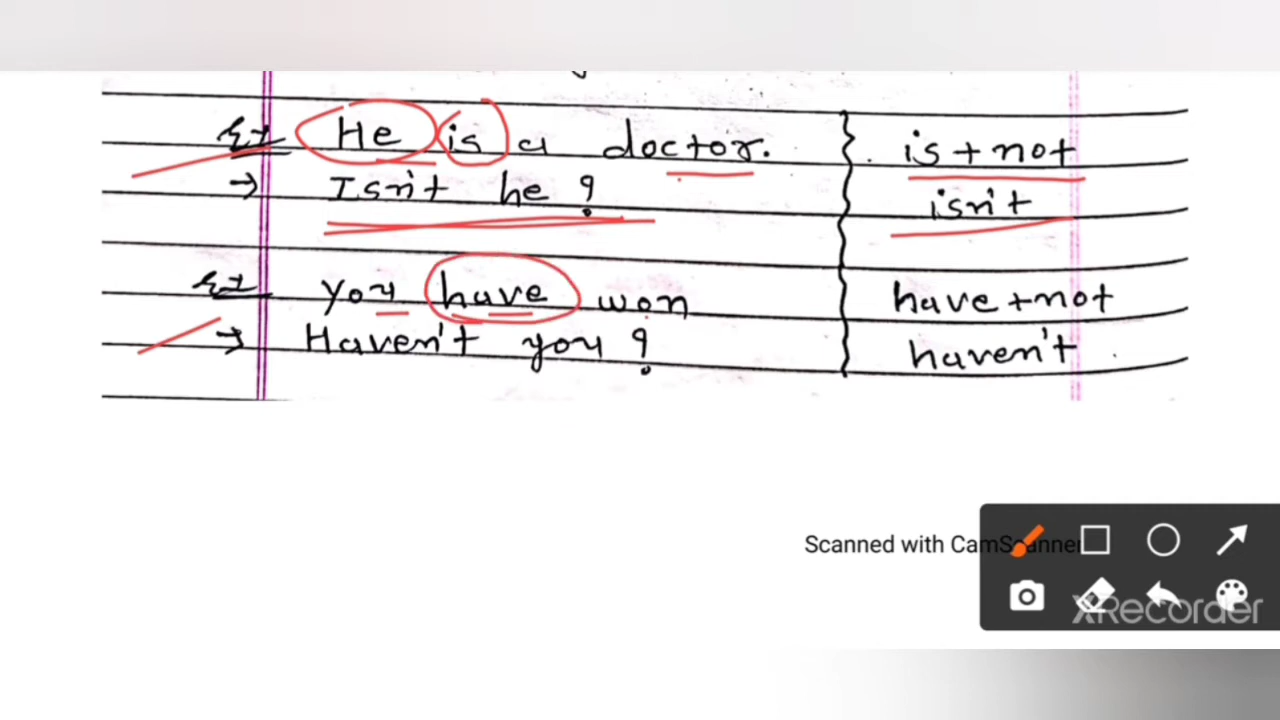 Ex He is a doctor. is + not
→ Isn't he ? isn't
Ex You have won have + not
→ Haven't you ? haven't
Scanned with CamScanner
XRecorder